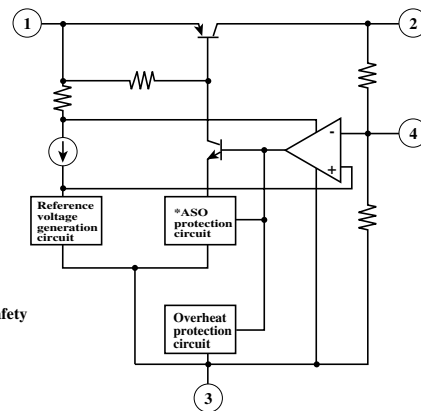 1
2
-
4
+
Reference
voltage
generation
circuit
*ASO
protection
circuit
Overheat
protection
circuit
3